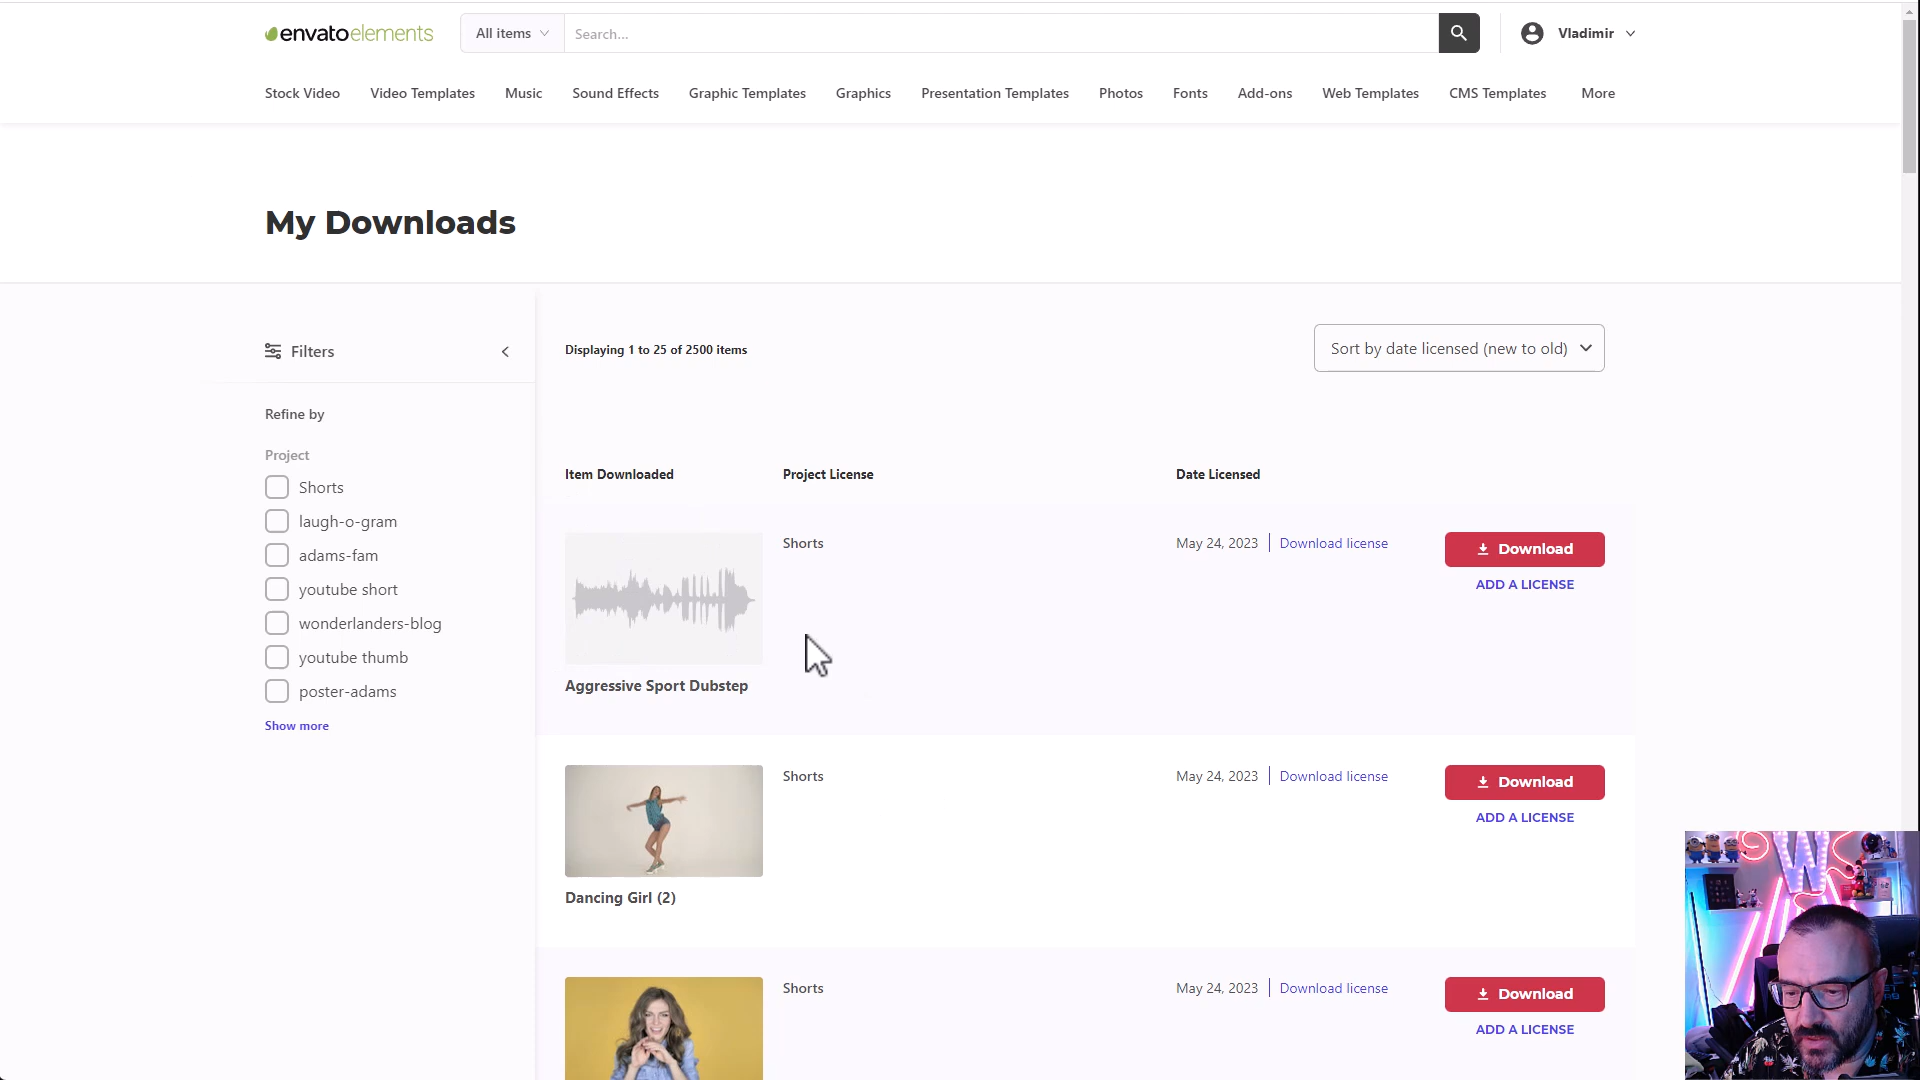 envatoelements
All items
Search...
Vladimir
Stock Video
Video Templates
Music
Sound Effects
Graphic Templates
Graphics
Presentation Templates
Photos
Fonts
Add-ons
Web Templates
CMS Templates
More
My Downloads
Filters
Displaying 1 to 25 of 2500 items
Sort by date licensed (new to old)
Refine by
Project
Shorts
laugh-o-gram
adams-fam
youtube short
wonderlanders-blog
youtube thumb
poster-adams
Show more
Item Downloaded
Project License
Date Licensed
Shorts
May 24, 2023
Download license
Download
ADD A LICENSE
Aggressive Sport Dubstep
Shorts
May 24, 2023
Download license
Download
ADD A LICENSE
Dancing Girl (2)
Shorts
May 24, 2023
Download license
Download
ADD A LICENSE
W